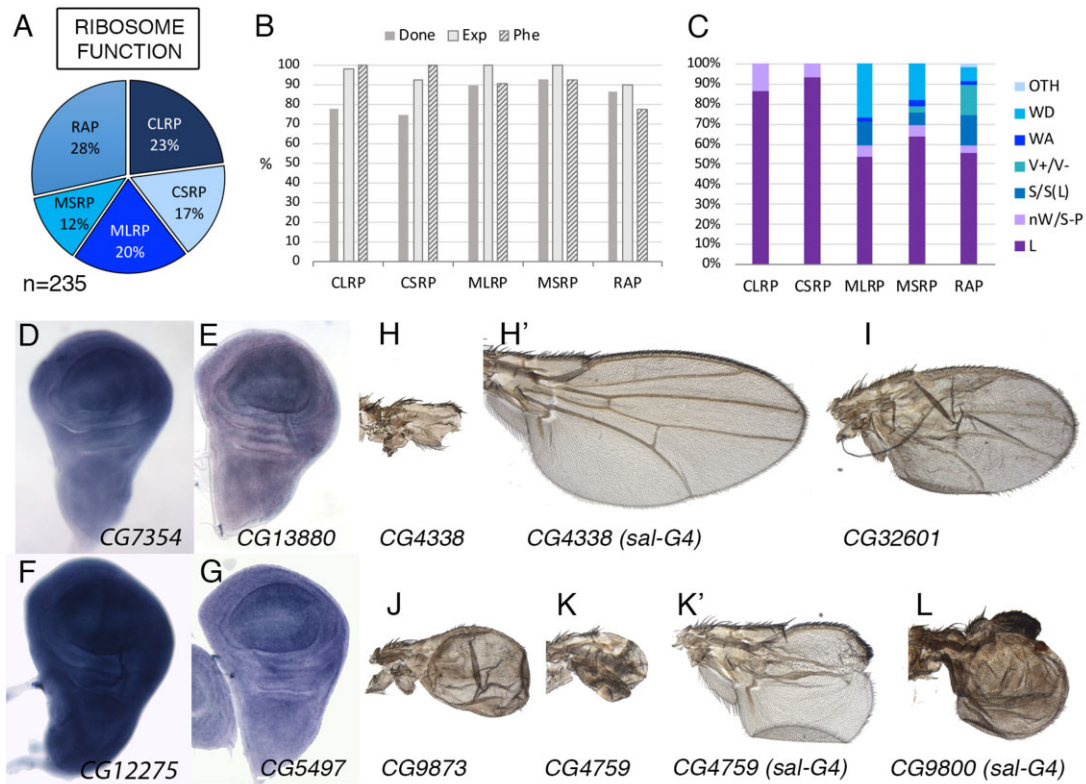 A
RIBOSOME
FUNCTION
RAP
28%
CLRP
23%
CSRP
17%
MLRP
20%
MSRP
12%
n=235
B
Done Exp Phe
100
90
80
70
60
50
40
30
20
10
0
%
CLRP CSRP MLRP MSRP RAP
C
100%
90%
80%
70%
60%
50%
40%
30%
20%
10%
0%
CLRP CSRP MLRP MSRP RAP
OTH
WD
WA
V+/V-
S/S(L)
nW/S-P
L
D
CG7354
E
CG13880
H
CG4338
H’
CG4338 (sal-G4)
I
CG32601
F
CG12275
G
CG5497
J
CG9873
K
CG4759
K’
CG4759 (sal-G4)
L
CG9800 (sal-G4)